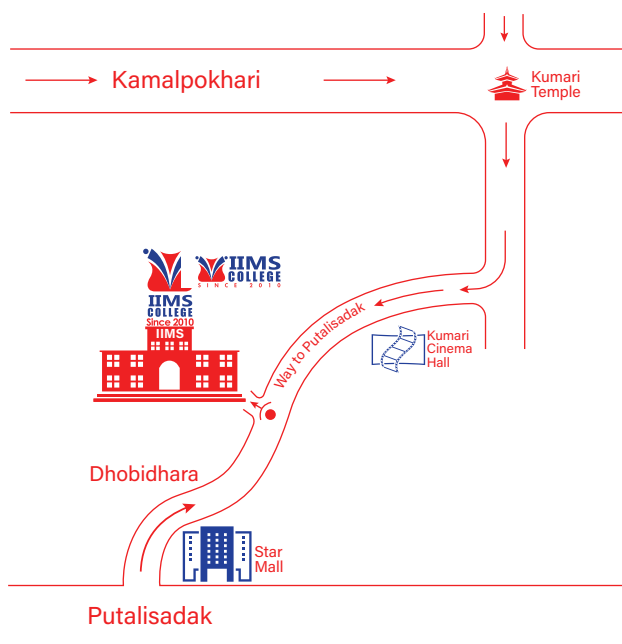 Kamalpokhari
Kumari
Temple
IIMS
COLLEGE
Since 2010
IIMS
COLLEGE
SINCE 2010
IIMS
Way to Putalisadak
Kumari
Cinema
Hall
Dhobidhara
Star
Mall
Putalisadak